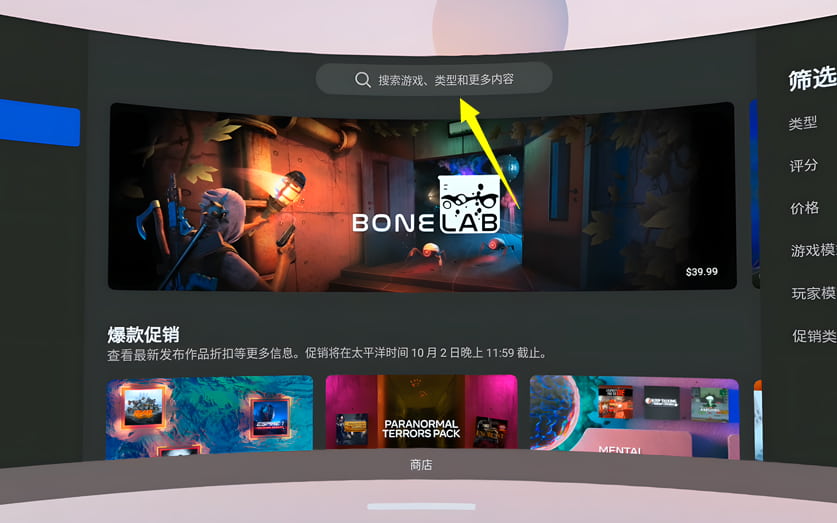 搜索游戏、类型和更多内容
BONELAB
$39.99
爆款促销
查看最新发布作品折扣等更多信息。促销将在太平洋时间 10 月 2 日晚上 11:59 截止。
PARANORMAL
TERRORS PACK
MENTAL
商店
筛选
类型
评分
价格
游戏模
玩家模
促销类